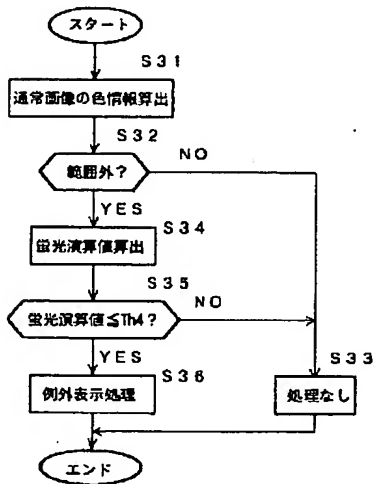 スタート
S31
通常画像の色情報算出
S32
範囲外?
NO
YES
S34
蛍光演算値算出
S35
蛍光演算値≦Th4?
NO
YES
S36
S33
例外表示処理
処理なし
エンド